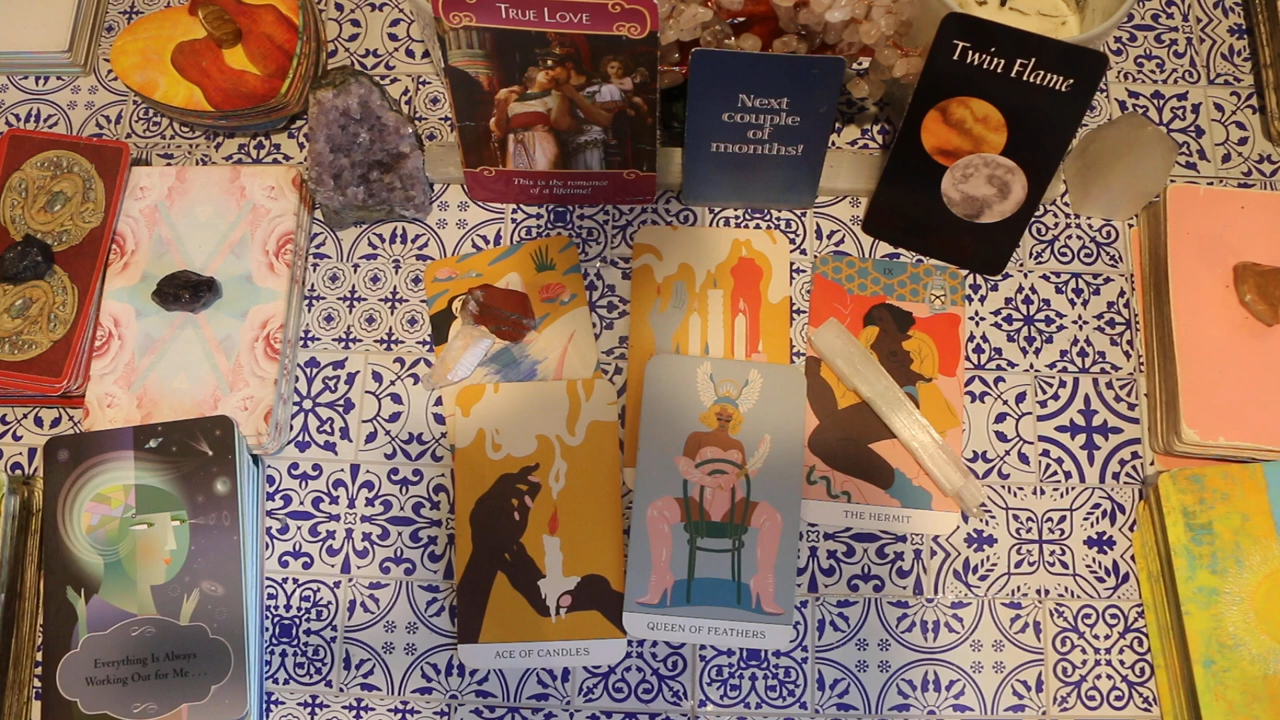 TRUE LOVE
This is the romance
of a lifetime!
Next
couple
of
months!
Twin Flame
IX
THE HERMIT
QUEEN OF FEATHERS
ACE OF CANDLES
Everything Is Always
Working Out for Me...